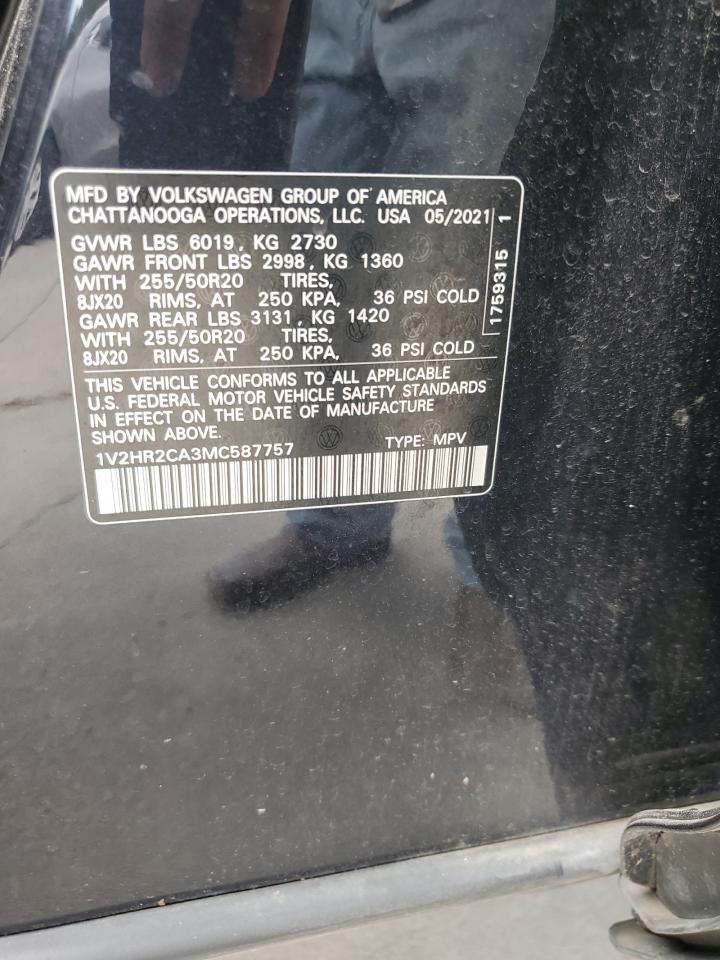 MFD BY VOLKSWAGEN GROUP OF AMERICA
CHATTANOOGA OPERATIONS, LLC. USA 05/2021
GVWR LBS 6019, KG 2730
GAWR FRONT LBS 2998, KG 1360
WITH 255/50R20 TIRES,
8JX20 RIMS, AT 250 KPA, 36 PSI COLD
GAWR REAR LBS 3131, KG 1420
WITH 255/50R20 TIRES,
8JX20 RIMS, AT 250 KPA, 36 PSI COLD
1759315 1
THIS VEHICLE CONFORMS TO ALL APPLICABLE
U.S. FEDERAL MOTOR VEHICLE SAFETY STANDARDS
IN EFFECT ON THE DATE OF MANUFACTURE
SHOWN ABOVE.
1V2HR2CA3MC587757 TYPE: MPV